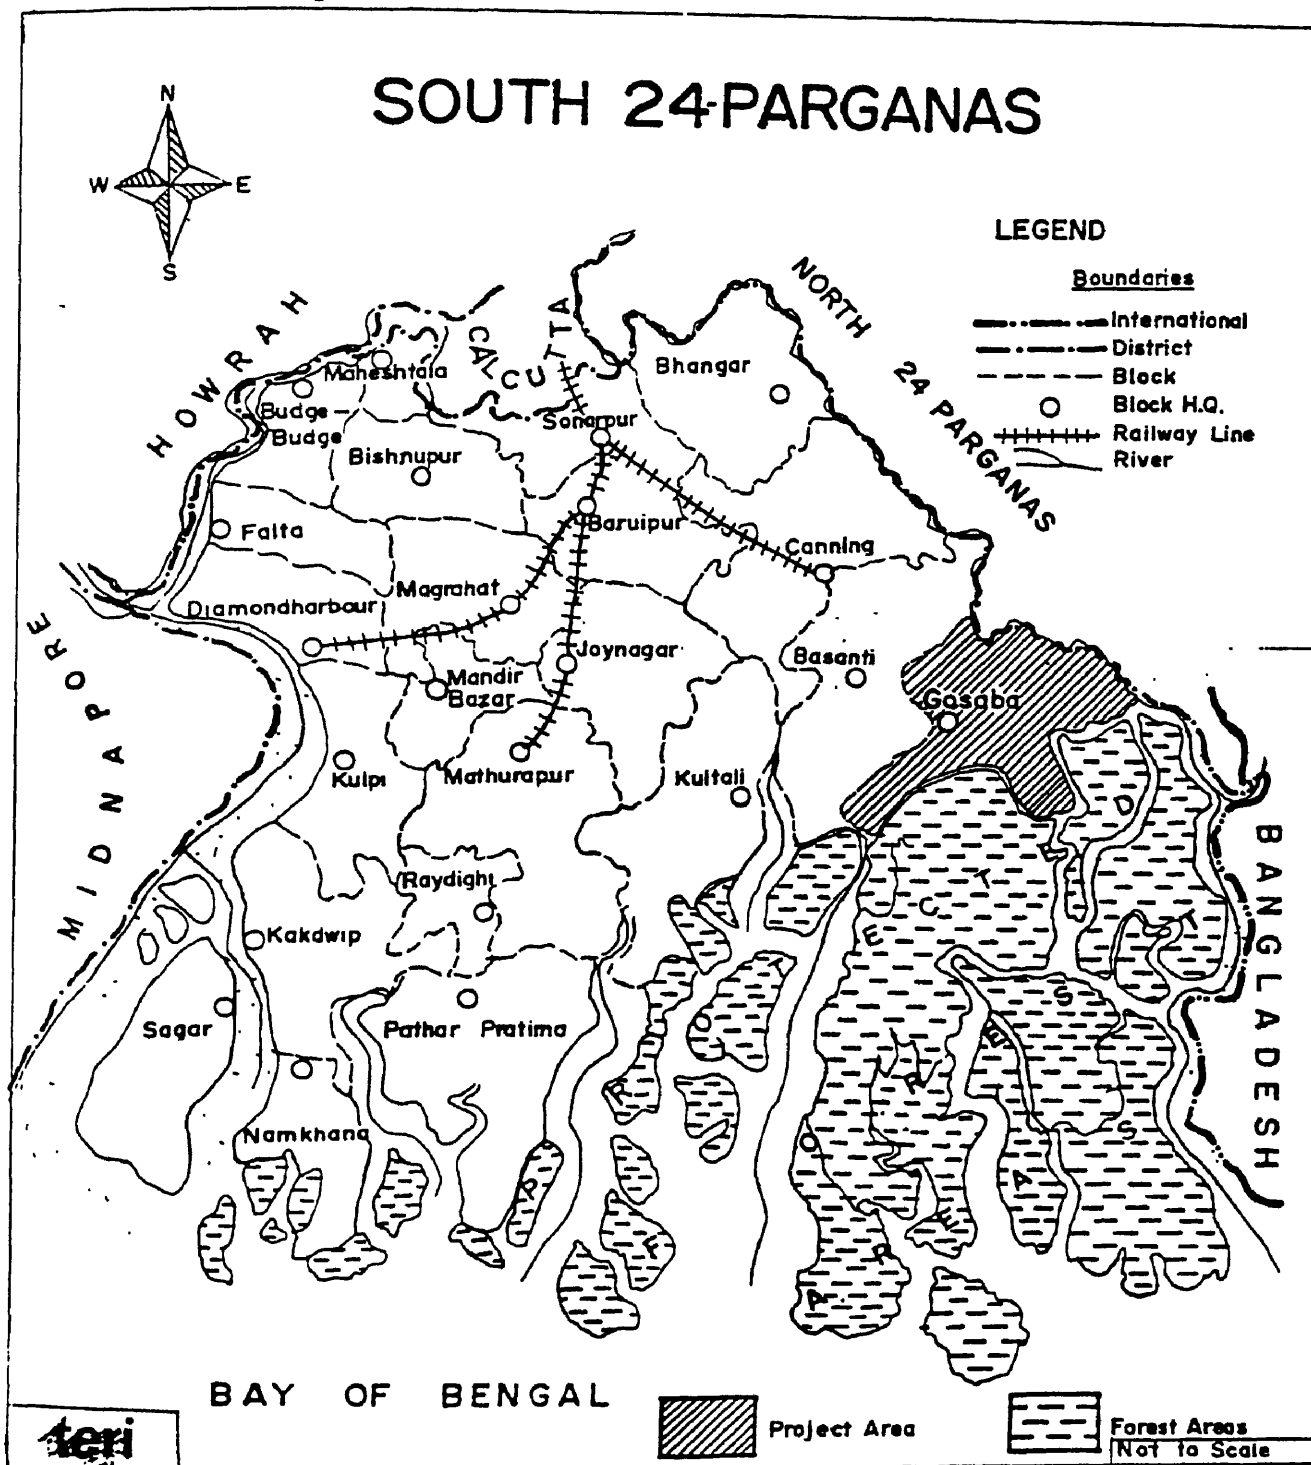 SOUTH 24-PARGANAS
N
W E
S
LEGEND
Boundaries
International
District
Block
Block H.Q.
Railway Line
River
HOWRAH
CALCUTTA
NORTH 24 PARGANAS
Maheshtala
Budge
Budge
Bhangar
Sonarpur
Bishnupur
Falta
Baruipur
Canning
Magrahat
Diamondharbour
Joynagar
Basanti
Mandir
Bazar
Gosaba
MIDNAPORE
Kulpi
Mathurapur
Kultali
Raydighi
Kakdwip
Sagar
Pathar Pratima
Namkhana
PROTECTED
PROPERTIES
BANGLADESH
BAY OF BENGAL
Project Area
Forest Areas
Not to Scale
teri